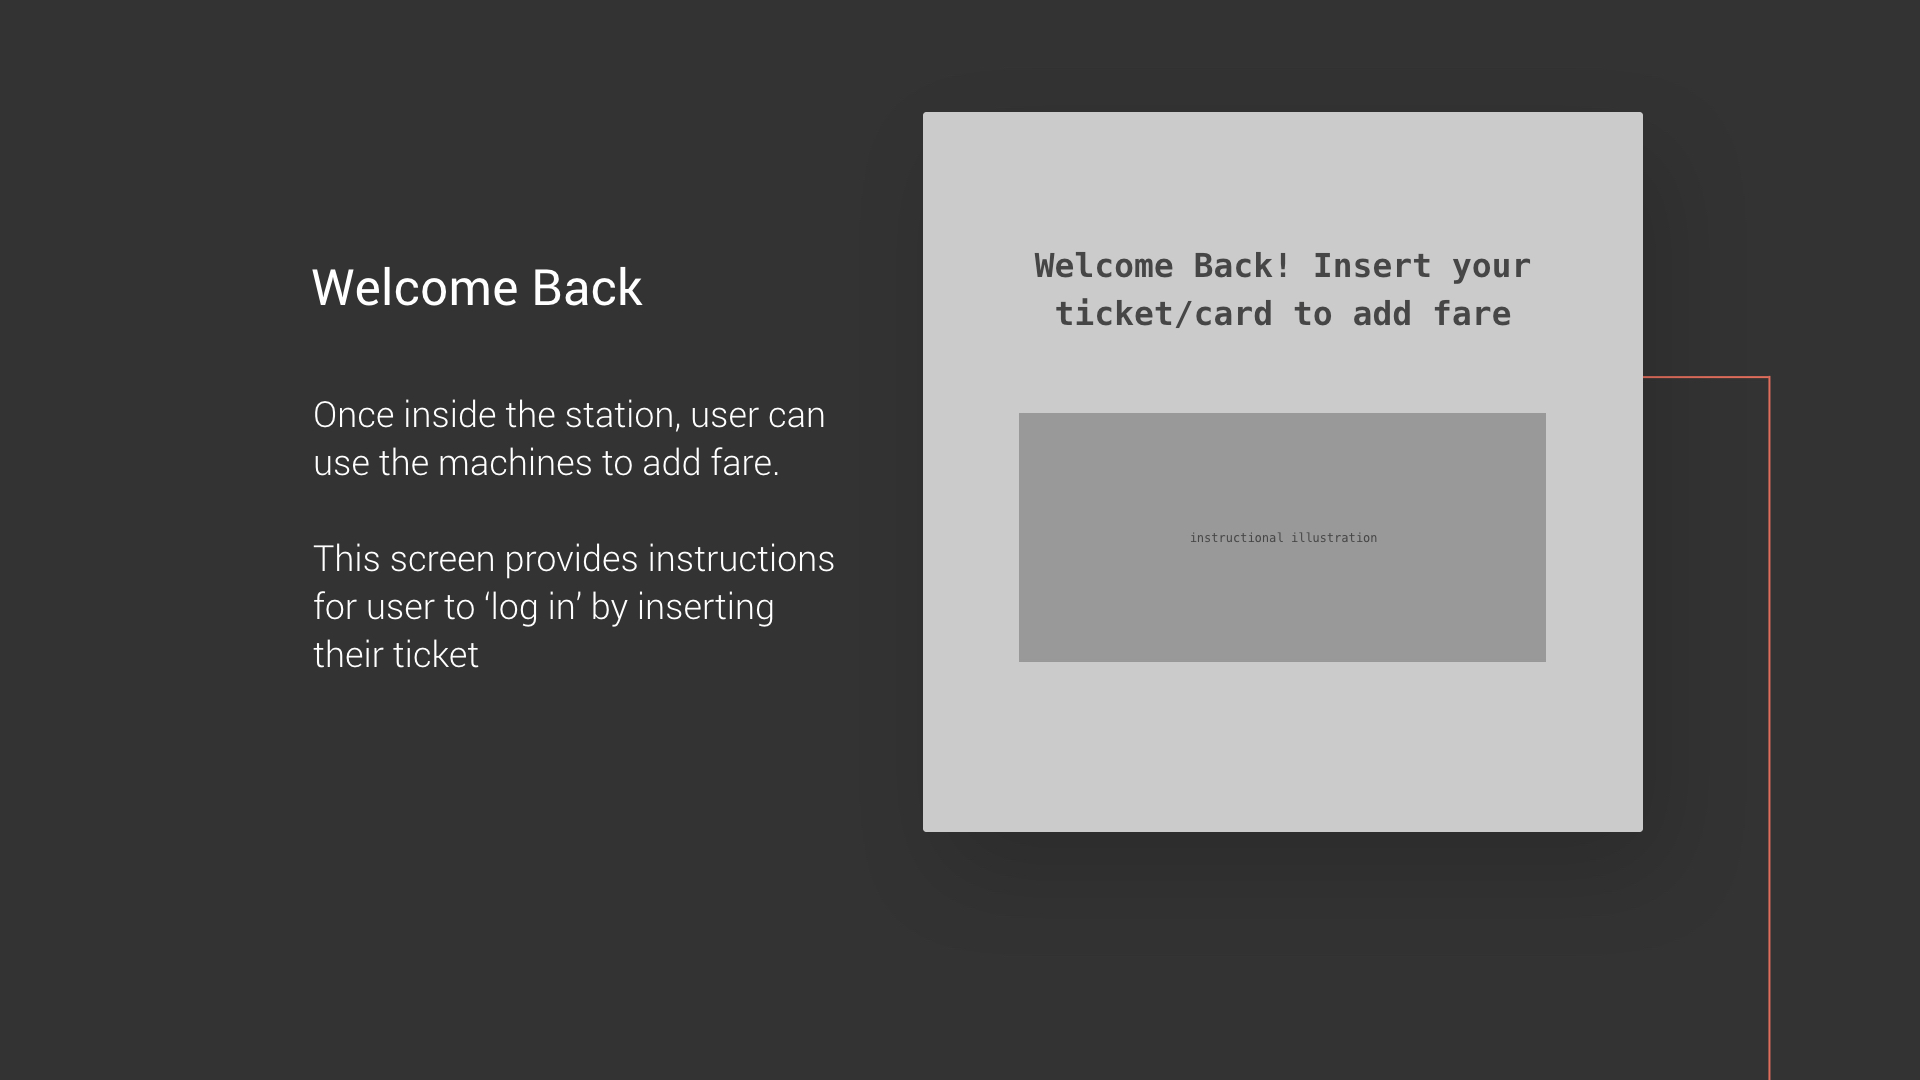 Welcome Back
Once inside the station, user can
use the machines to add fare.
This screen provides instructions
for user to ‘log in’ by inserting
their ticket
Welcome Back! Insert your
ticket/card to add fare
instructional illustration